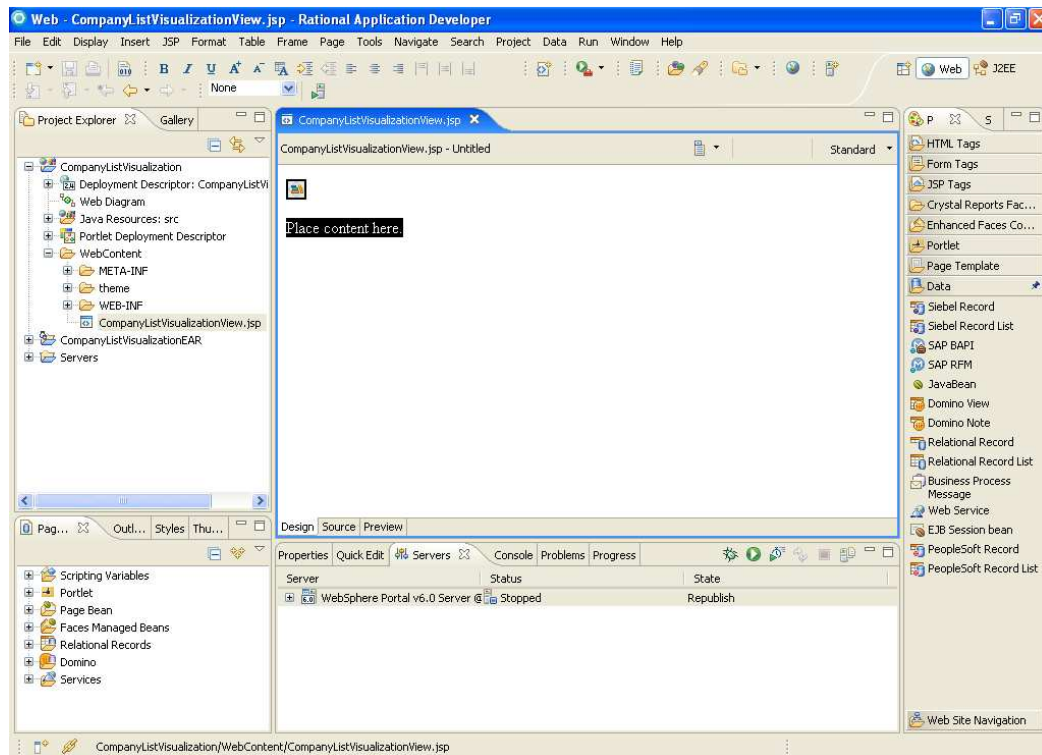 Web - CompanyListVisualizationView.jsp - Rational Application Developer
File Edit Display Insert JSP Format Table Frame Page Tools Navigate Search Project Data Run Window Help
B I U A A
Web J2EE
None
Project Explorer Gallery
CompanyListVisualization
Deployment Descriptor: CompanyListVi
Web Diagram
Java Resources: src
Portlet Deployment Descriptor
WebContent
META-INF
theme
WEB-INF
CompanyListVisualizationView.jsp
CompanyListVisualizationEAR
Servers
CompanyListVisualizationView.jsp
CompanyListVisualizationView.jsp - Untitled
Standard
Place content here.
Design Source Preview
P S
HTML Tags
Form Tags
JSP Tags
Crystal Reports Fac...
Enhanced Faces Co...
Portlet
Page Template
Data
Siebel Record
Siebel Record List
SAP BAPI
SAP RFM
JavaBean
Domino View
Domino Note
Relational Record
Relational Record List
Business Process
Message
Web Service
EJB Session bean
PeopleSoft Record
PeopleSoft Record List
Web Site Navigation
Pag... Outl... Styles Thu...
Scripting Variables
Portlet
Page Bean
Faces Managed Beans
Relational Records
Domino
Services
Properties Quick Edit Servers Console Problems Progress
Server Status State
WebSphere Portal v6.0 Server @ Stopped Republish
CompanyListVisualization/WebContent/CompanyListVisualizationView.jsp